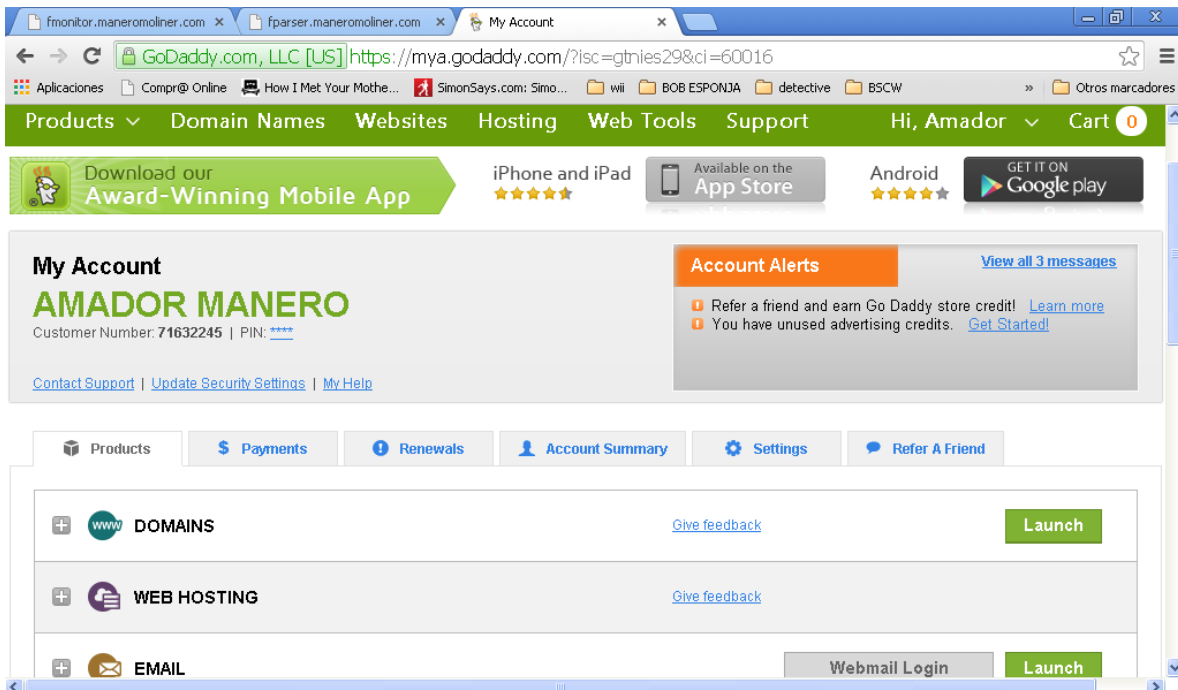 fmonitor.maneromoliner.com fparser.maneromoliner.com My Account
GoDaddy.com, LLC [US] https://mya.godaddy.com/?isc=gtnies29&ci=60016
Aplicaciones Compr@ Online How I Met Your Mothe... SimonSays.com: Simo... wii BOB ESPONJA detective BSCW » Otros marcadores
Products Domain Names Websites Hosting Web Tools Support Hi, Amador Cart 0
Download our
Award-Winning Mobile App
iPhone and iPad
Available on the
App Store
Android
GET IT ON
Google play
My Account
AMADOR MANERO
Customer Number: 71632245 | PIN: ****
Contact Support | Update Security Settings | My Help
Account Alerts View all 3 messages
Refer a friend and earn Go Daddy store credit! Learn more
You have unused advertising credits. Get Started!
Products $ Payments Renewals Account Summary Settings Refer A Friend
www DOMAINS Give feedback Launch
WEB HOSTING Give feedback
EMAIL Webmail Login Launch